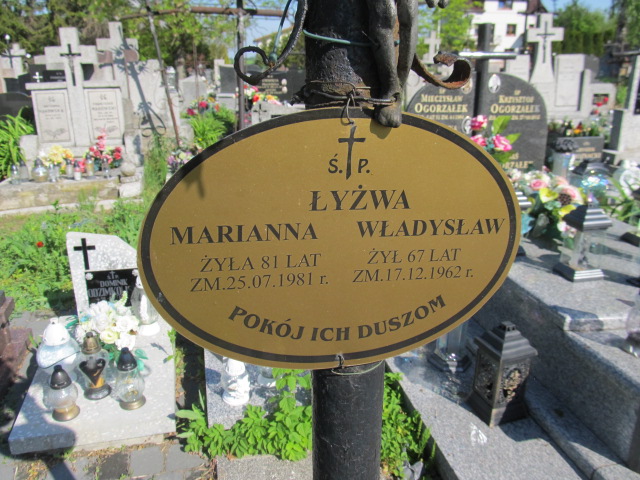 Ś. P.
ŁYŻWA
MARIANNA WŁADYSŁAW
ŻYŁA 81 LAT ŻYŁ 67 LAT
ZM.25.07.1981 r. ZM.17.12.1962 r.
POKÓJ ICH DUSZOM
MIECZYSŁAW
OGORZAŁEK
KRZYSZTOF
OGORZAŁEK
DOMINIK